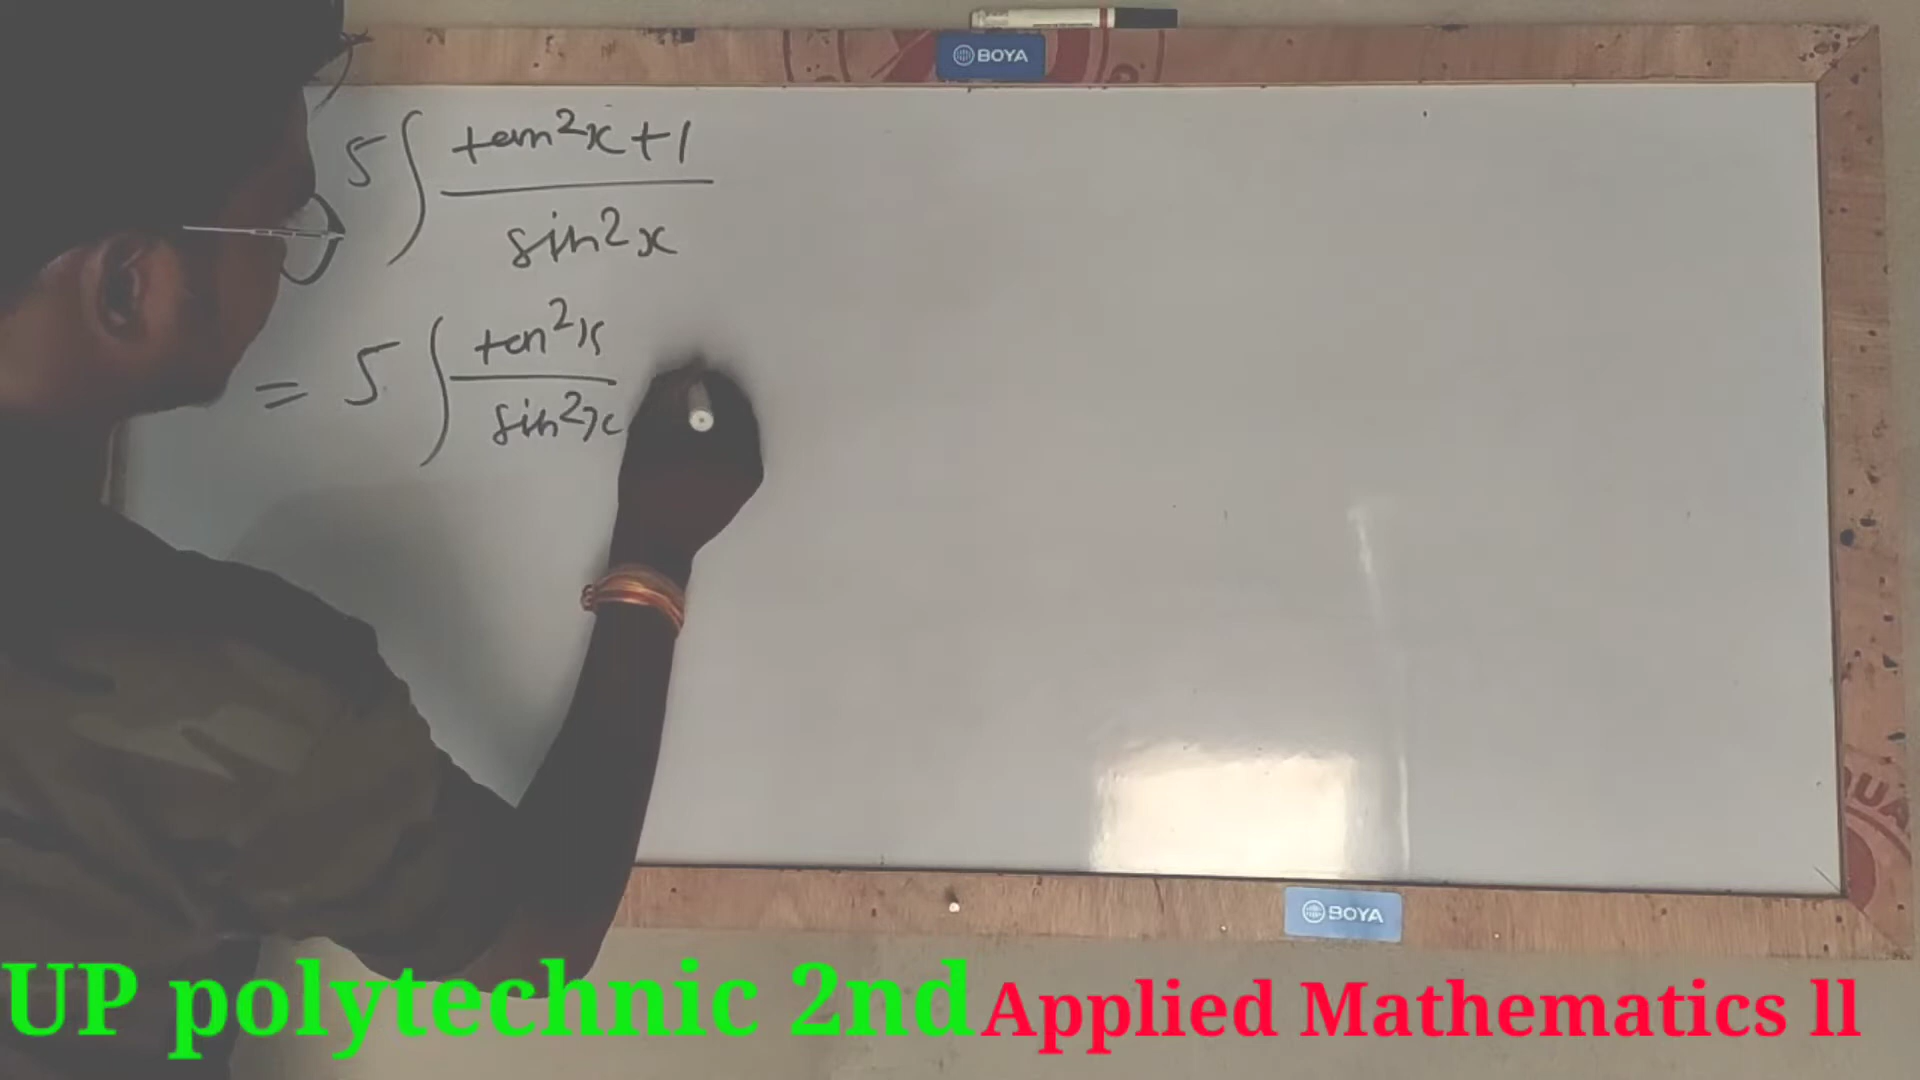 BOYA
5∫ tan²x+1
sin²x
= 5∫ tan²x
sin²x
BOYA
UP polytechnic 2nd Applied Mathematics ll